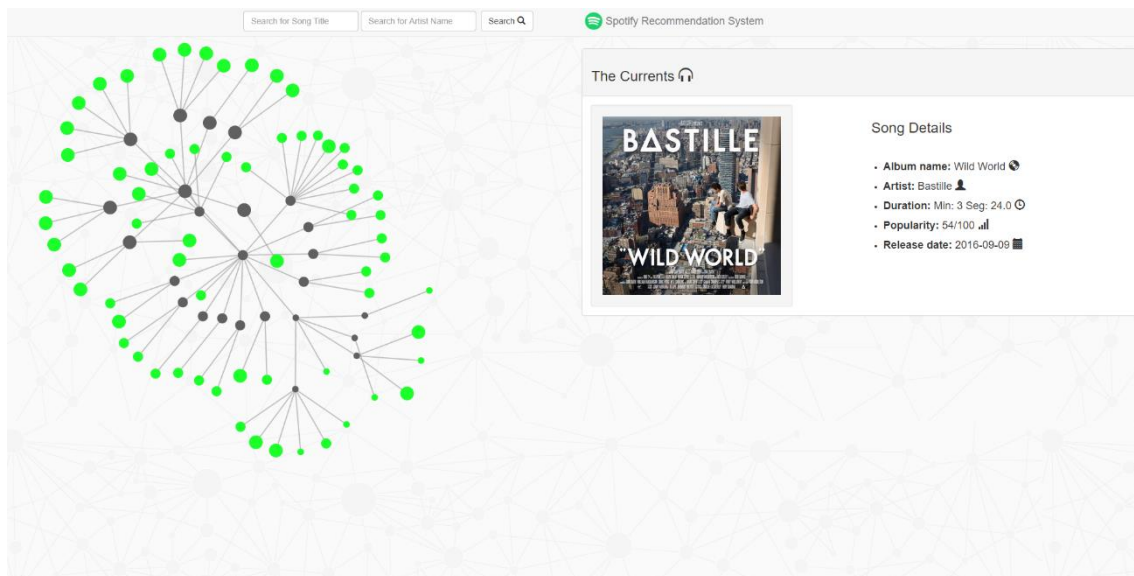 Search for Song Title Search for Artist Name Search Spotify Recommendation System
The Currents
BΔSTILLE
"WILD WORLD"
Song Details
• Album name: Wild World
• Artist: Bastille
• Duration: Min: 3 Seg: 24.0
• Popularity: 54/100
• Release date: 2016-09-09